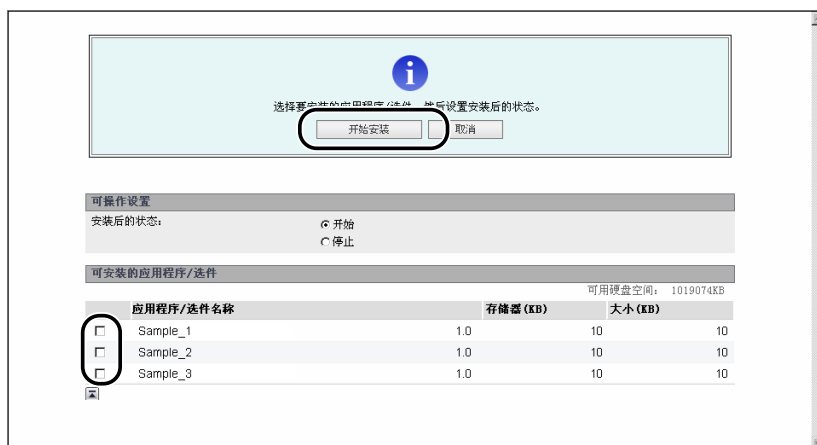 选择要安装的应用程序/选件，然后设置安装后的状态。
开始安装 取消
可操作设置
安装后的状态：
开始
停止
可安装的应用程序/选件
可用硬盘空间： 1019074KB
应用程序/选件名称 存储器(KB) 大小(KB)
Sample_1 1.0 10 10
Sample_2 1.0 10 10
Sample_3 1.0 10 10